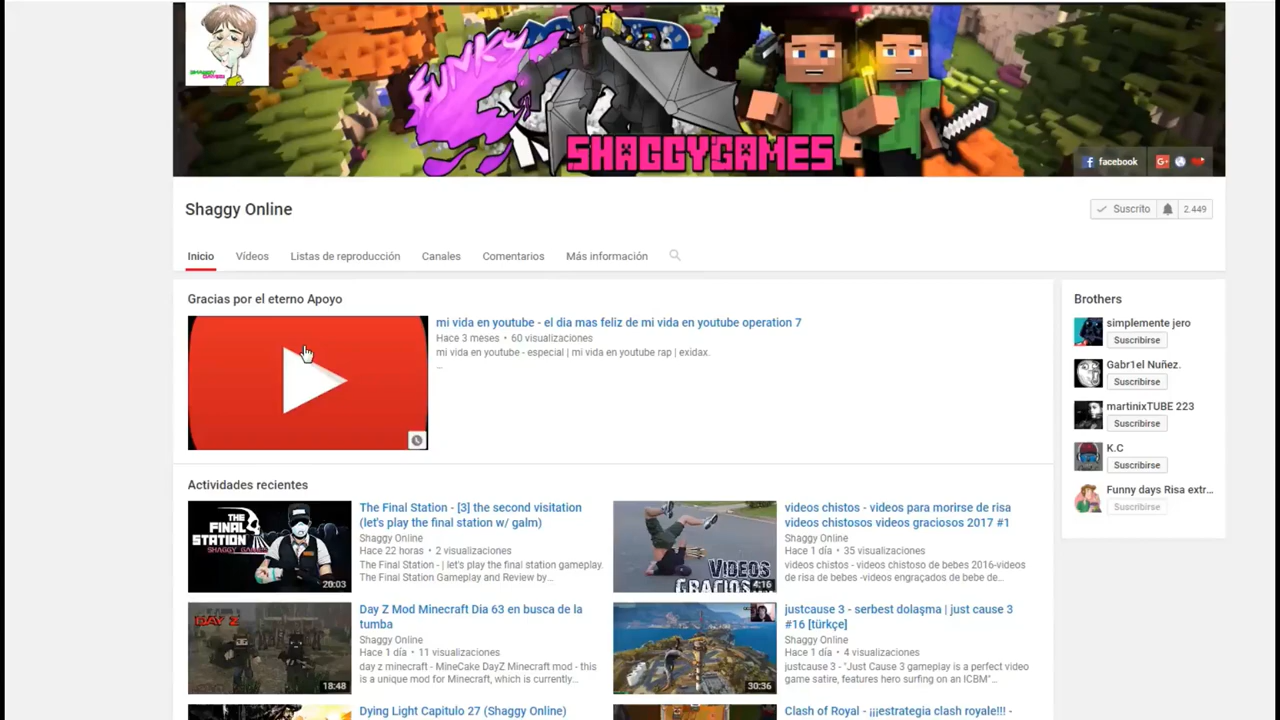 SHAGGY
GAMES
SHAGGYGAMES
facebook
Shaggy Online
Suscrito 2.449
Inicio Vídeos Listas de reproducción Canales Comentarios Más información
Gracias por el eterno Apoyo
mi vida en youtube - el dia mas feliz de mi vida en youtube operation 7
Hace 3 meses • 60 visualizaciones
mi vida en youtube - especial | mi vida en youtube rap | exidax.
...
Brothers
simplemente jero
Suscribirse
Gabr1el Nuñez.
Suscribirse
martinixTUBE 223
Suscribirse
K.C
Suscribirse
Funny days Risa extr...
Suscribirse
Actividades recientes
THE
FINAL
STATION
SHAGGY GAMES
20:03
The Final Station - [3] the second visitation
(let's play the final station w/ galm)
Shaggy Online
Hace 22 horas • 2 visualizaciones
The Final Station - | let's play the final station gameplay.
The Final Station Gameplay and Review by...
VIDEOS
GRACIOSOS
4:16
videos chistos - videos para morirse de risa
videos chistosos videos graciosos 2017 #1
Shaggy Online
Hace 1 día • 35 visualizaciones
videos chistos - videos chistoso de bebes 2016-videos
de risa de bebes -videos engraçados de bebe de...
DAY Z
18:48
Day Z Mod Minecraft Dia 63 en busca de la
tumba
Shaggy Online
Hace 1 día • 11 visualizaciones
day z minecraft - MineCake DayZ Minecraft mod - this
is a unique mod for Minecraft, which is currently...
30:36
justcause 3 - serbest dolaşma | just cause 3
#16 [türkçe]
Shaggy Online
Hace 1 día • 4 visualizaciones
justcause 3 - "Just Cause 3 gameplay is a perfect video
game satire, features hero surfing on an ICBM"...
Dying Light Capitulo 27 (Shaggy Online)
Clash of Royal - ¡¡¡estrategia clash royale!!! -